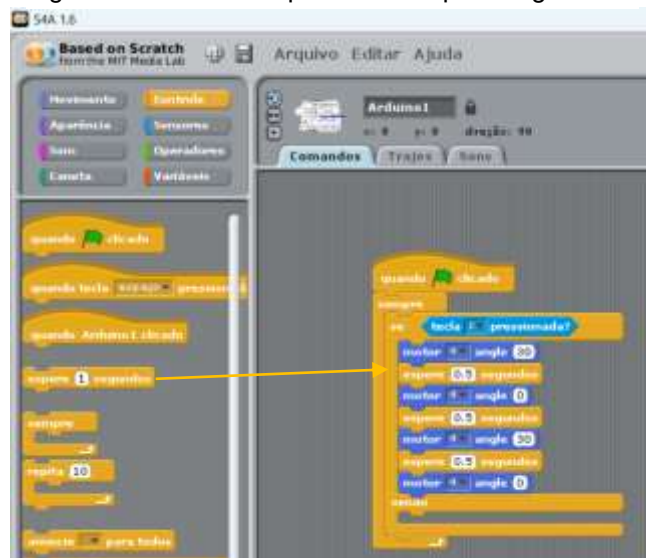 S4A 1.6
Based on Scratch
from the MIT Media Lab
Arquivo Editar Ajuda
Movimento Controle
Aparência Sensores
Som Operadores
Caneta Variáveis
Arduino1
x: 0 y: 0 direção: 90
Comandos Trajes Sons
quando clicado
quando tecla espaço
quando Arduino1 clicado
espere 1 segundos
sempre
repita 10
anuncie para todos
quando clicado
sempre
se tecla pressionada?
motor angle 30
espere 0.5 segundos
motor angle 0
espere 0.5 segundos
motor angle 30
espere 0.5 segundos
motor angle 0
senão